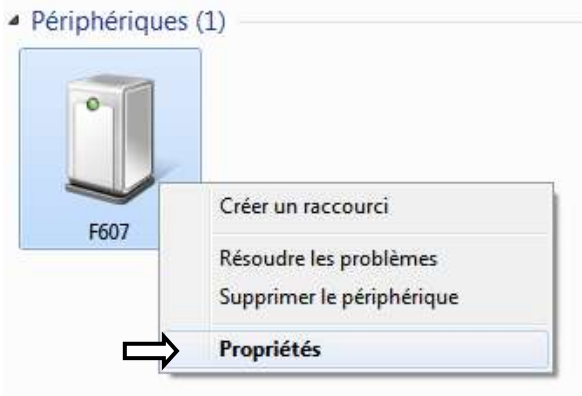 Périphériques (1)
F607
Créer un raccourci
Résoudre les problèmes
Supprimer le périphérique
Propriétés